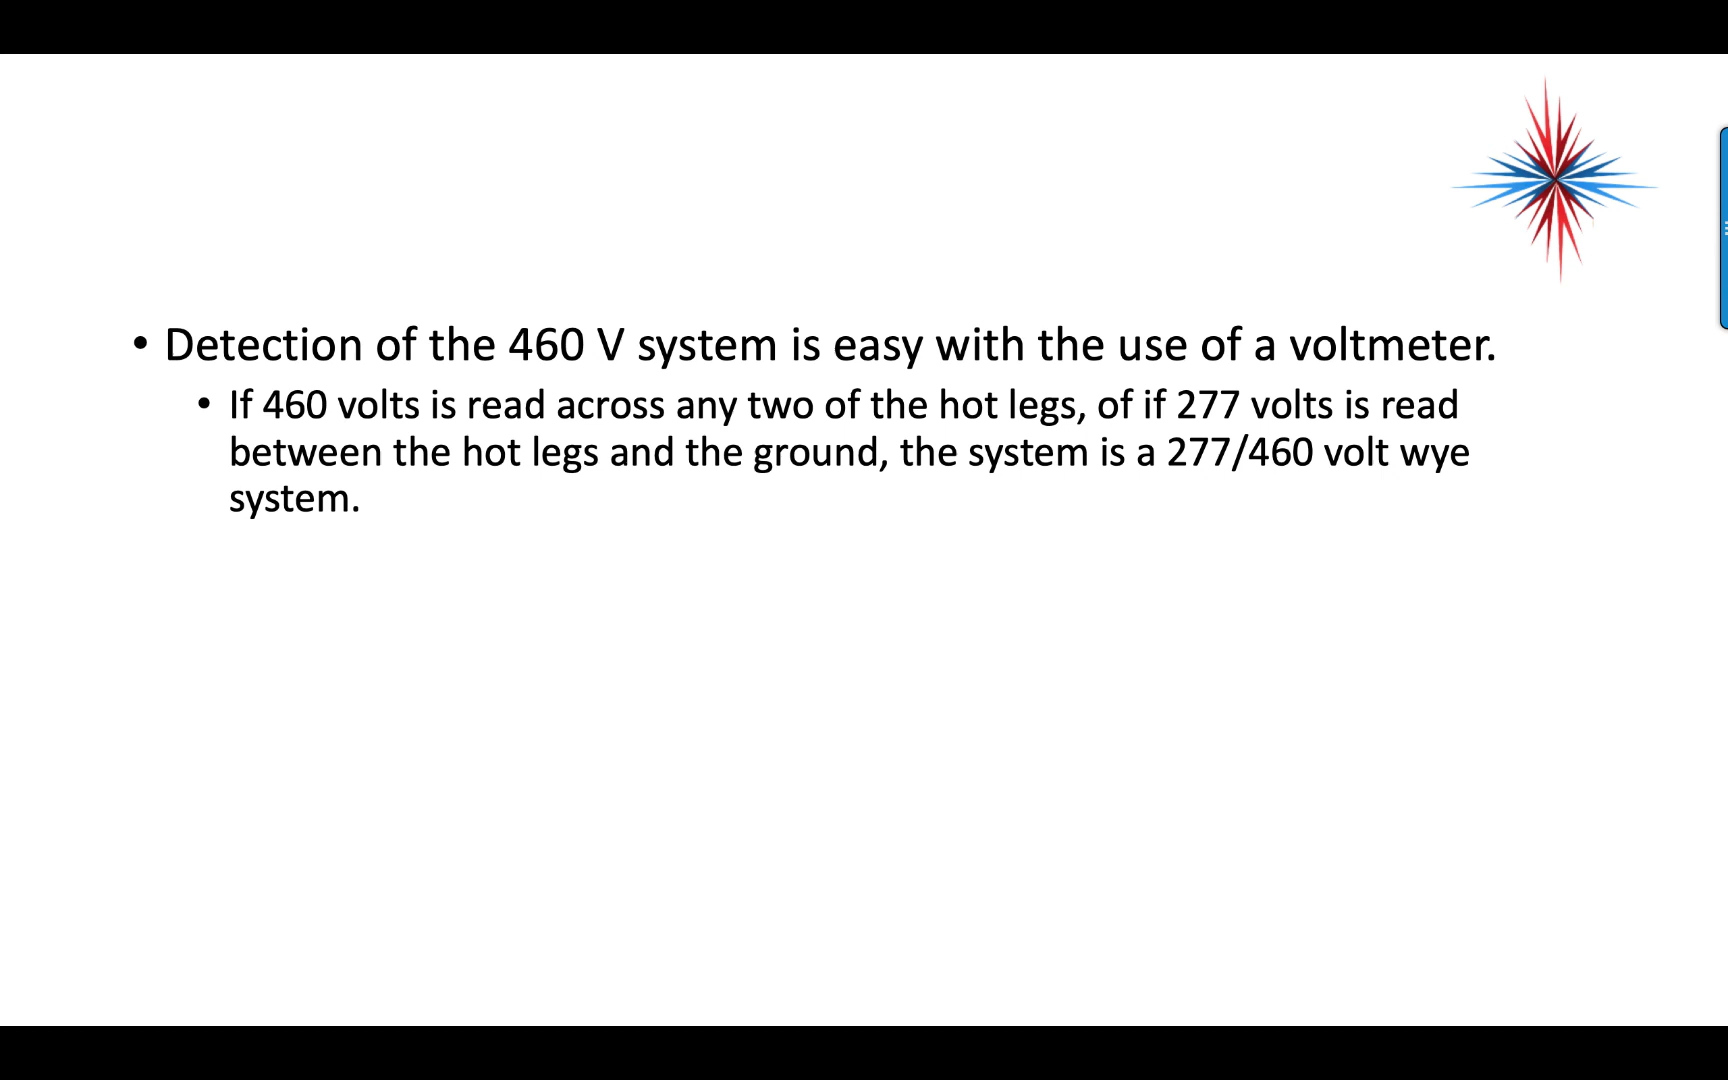 • Detection of the 460 V system is easy with the use of a voltmeter.
• If 460 volts is read across any two of the hot legs, of if 277 volts is read
between the hot legs and the ground, the system is a 277/460 volt wye
system.